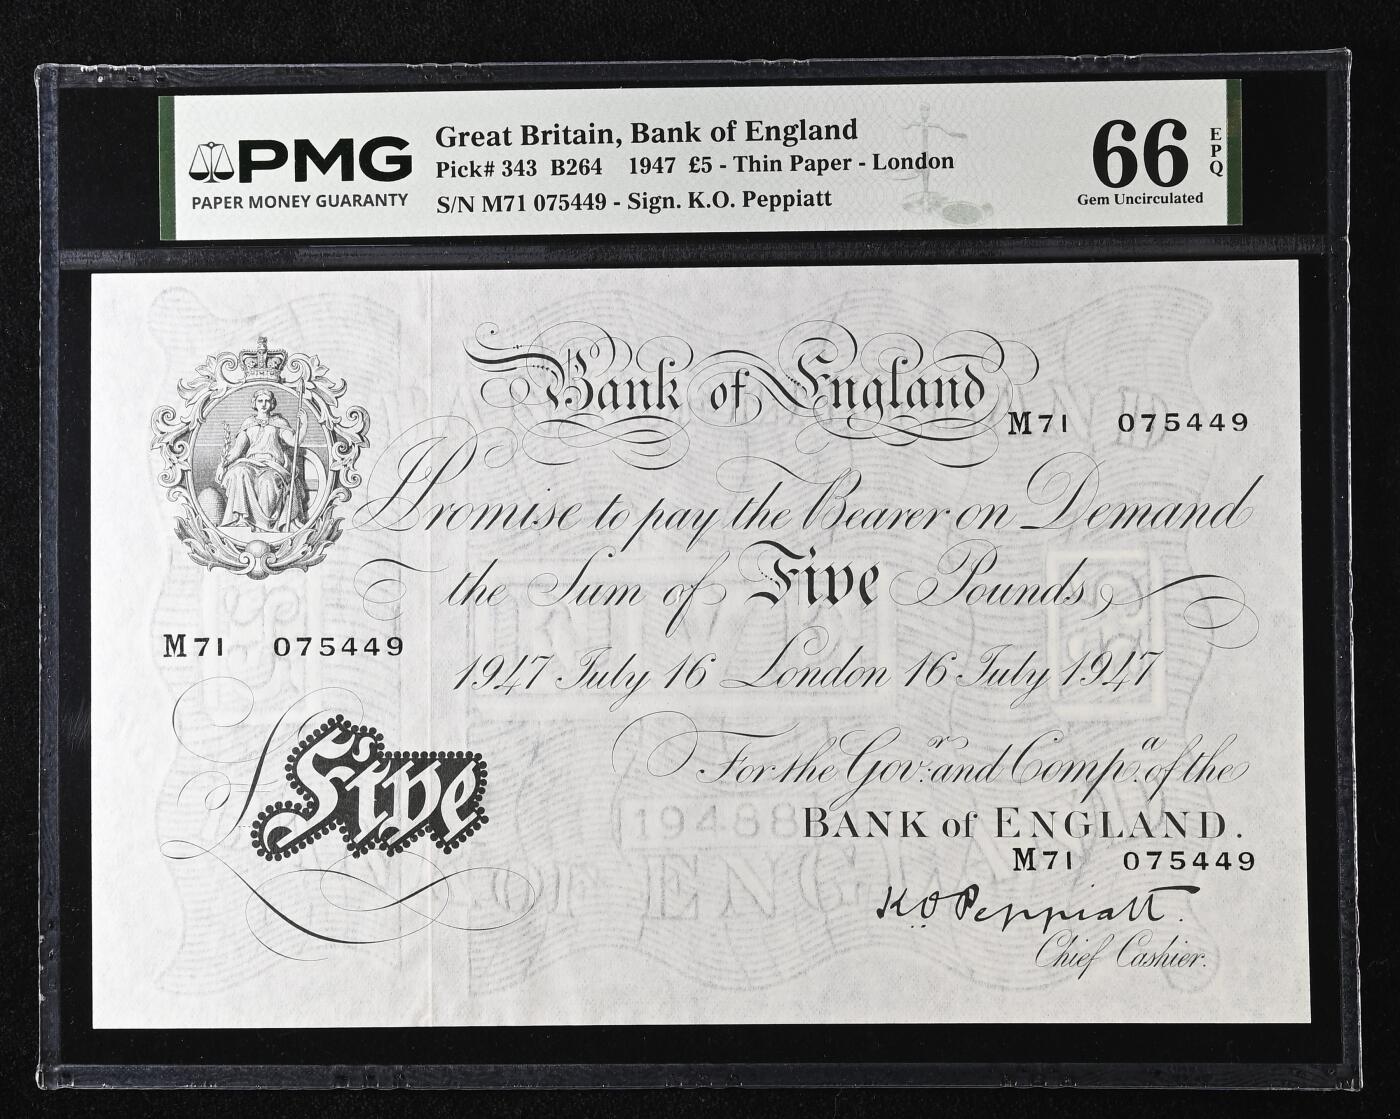 PMG
PAPER MONEY GUARANTY
Great Britain, Bank of England
Pick# 343 B264 1947 £5 - Thin Paper - London
S/N M71 075449 - Sign. K.O. Peppiatt
66
EPQ
Gem Uncirculated
Bank of England
M71 075449
I Promise to pay the Bearer on Demand
the Sum of Five Pounds
M71 075449
1947 July 16 London 16 July 1947
£Five
For the Govr. and Compa. of the
BANK of ENGLAND.
M71 075449
K O Peppiatt.
Chief Cashier.
FIVE
OF ENGLAND